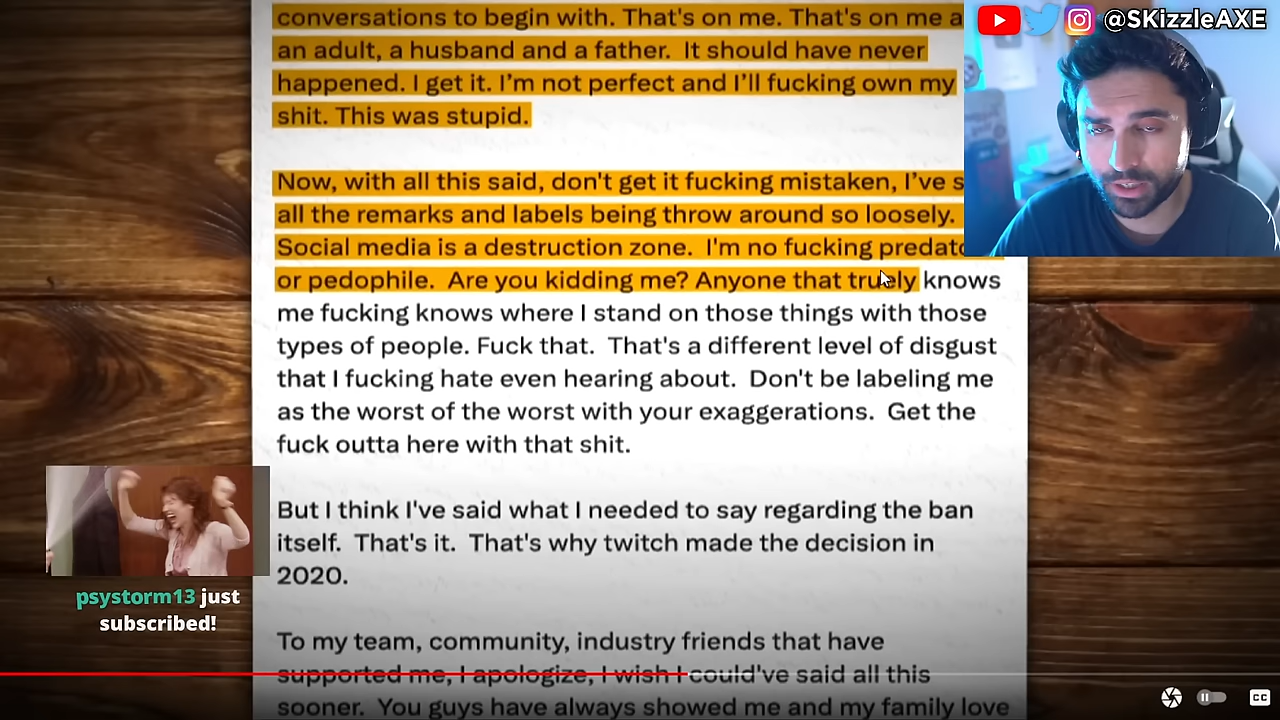 conversations to begin with. That's on me. That's on me a
an adult, a husband and a father.  It should have never
happened. I get it. I’m not perfect and I’ll fucking own my
shit. This was stupid.
Now, with all this said, don't get it fucking mistaken, I’ve s
all the remarks and labels being throw around so loosely.
Social media is a destruction zone.  I'm no fucking predato
or pedophile.  Are you kidding me? Anyone that truely knows
me fucking knows where I stand on those things with those
types of people. Fuck that.  That's a different level of disgust
that I fucking hate even hearing about.  Don't be labeling me
as the worst of the worst with your exaggerations.  Get the
fuck outta here with that shit.
But I think I've said what I needed to say regarding the ban
itself.  That's it.  That's why twitch made the decision in
2020.
To my team, community, industry friends that have
supported me, I apologize, I wish I could've said all this
sooner.  You guys have always showed me and my family love
@SKizzleAXE
psystorm13 just
subscribed!
CC